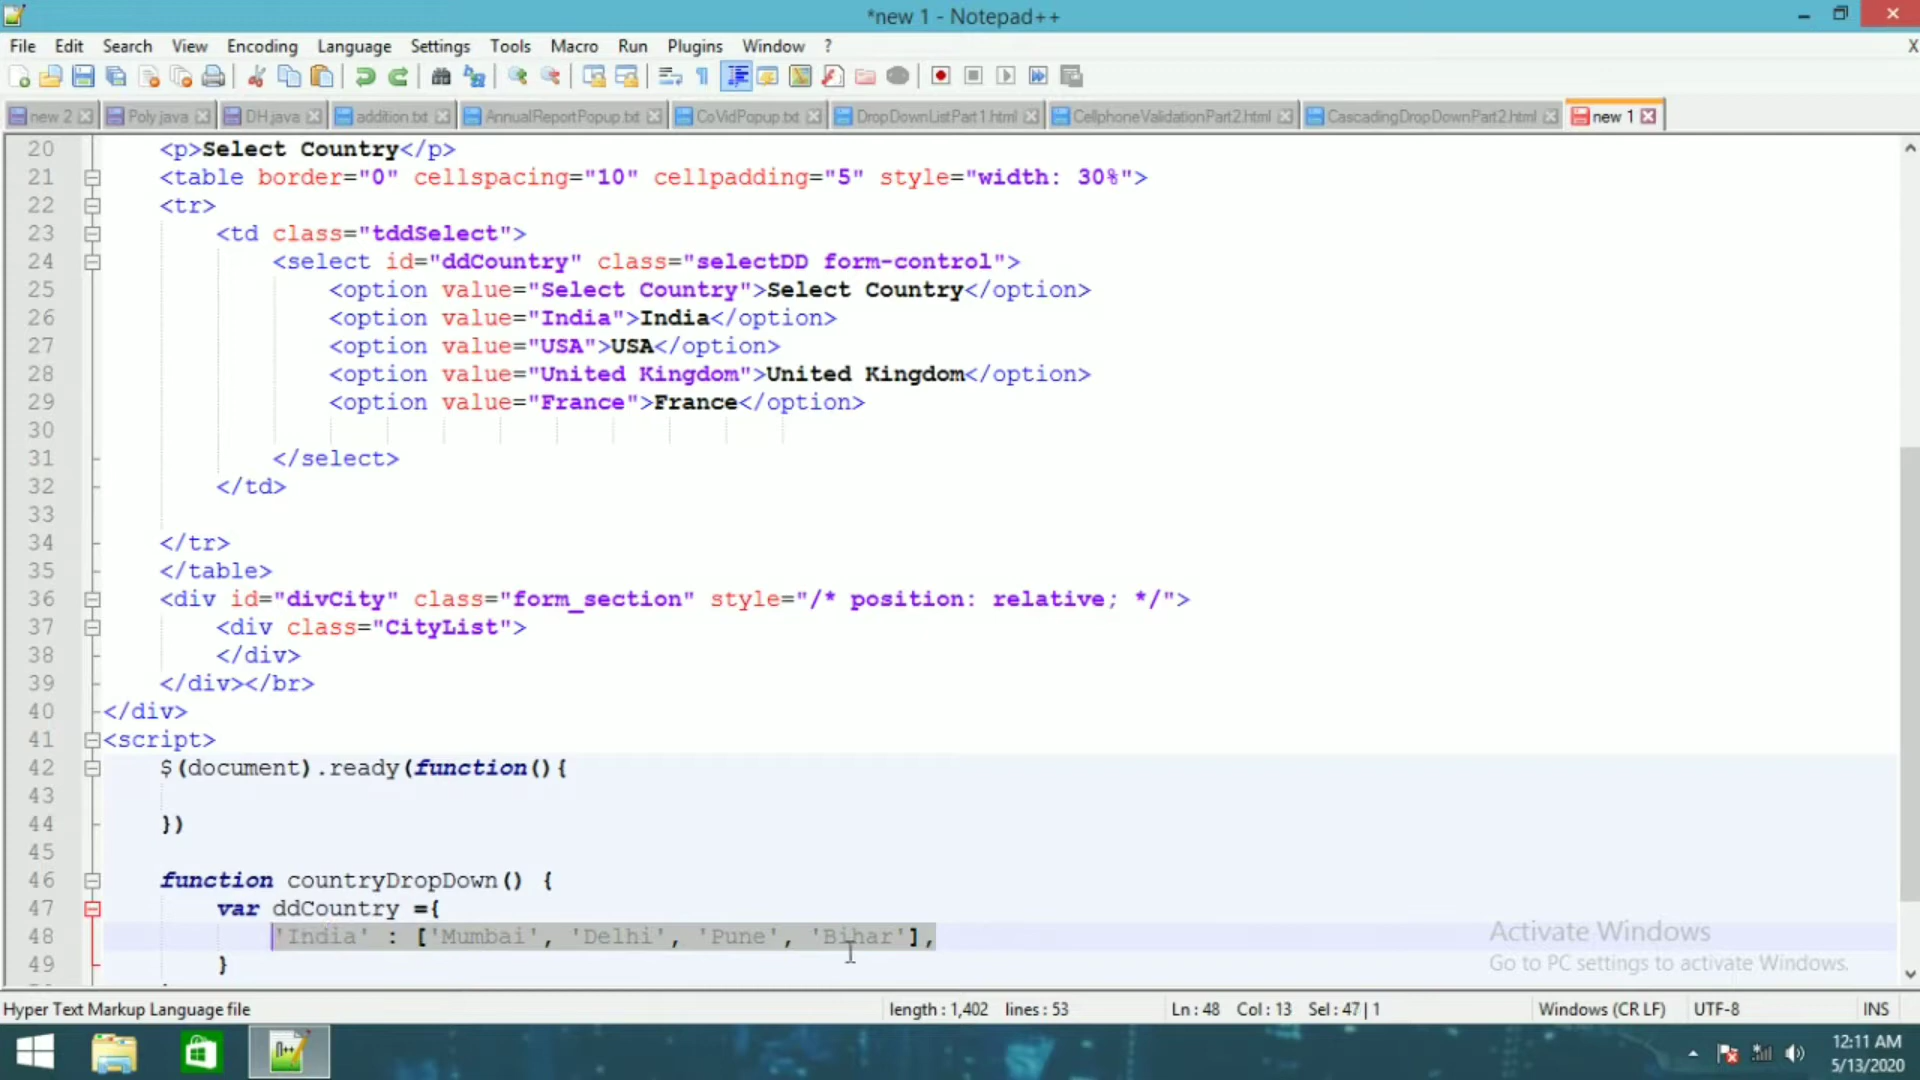 *new 1 - Notepad++
File Edit Search View Encoding Language Settings Tools Macro Run Plugins Window ? X
new 2 Poly.java DH.java addition.txt AnnualReportPopup.txt CoVidPopup.txt DropDownListPart1.html CellphoneValidationPart2.html CascadingDropDownPart2.html new 1
20 <p>Select Country</p>
21 <table border="0" cellspacing="10" cellpadding="5" style="width: 30%">
22 <tr>
23 <td class="tddSelect">
24 <select id="ddCountry" class="selectDD form-control">
25 <option value="Select Country">Select Country</option>
26 <option value="India">India</option>
27 <option value="USA">USA</option>
28 <option value="United Kingdom">United Kingdom</option>
29 <option value="France">France</option>
30
31 </select>
32 </td>
33
34 </tr>
35 </table>
36 <div id="divCity" class="form_section" style="/* position: relative; */">
37 <div class="CityList">
38 </div>
39 </div></br>
40 </div>
41 <script>
42 $(document).ready(function(){
43
44 })
45
46 function countryDropDown() {
47 var ddCountry ={
48 'India' : ['Mumbai', 'Delhi', 'Pune', 'Bihar'],
49 }
Activate Windows
Go to PC settings to activate Windows.
Hyper Text Markup Language file length : 1,402 lines : 53 Ln : 48 Col : 13 Sel : 47 | 1 Windows (CR LF) UTF-8 INS
12:11 AM
5/13/2020